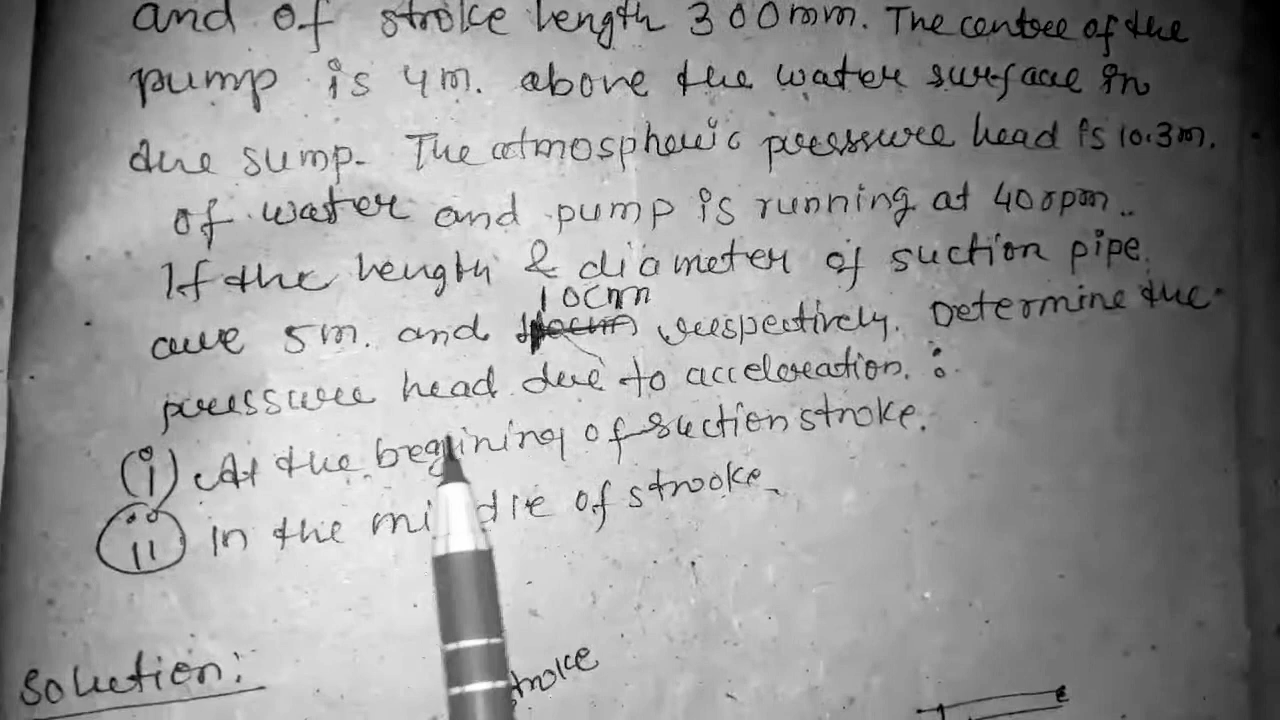 and of stroke length 300mm. The centre of the
pump is 4m. above the water surface in
the sump. The atmospheric pressure head is 10.3m.
of water and pump is running at 40rpm..
If the length & diameter of suction pipe.
10cm
are 5m. and respectively. Determine the
pressure head due to acceleration. :
(i) At the begining of suction stroke.
(ii) in the middle of strooke.
Solution:
stroke